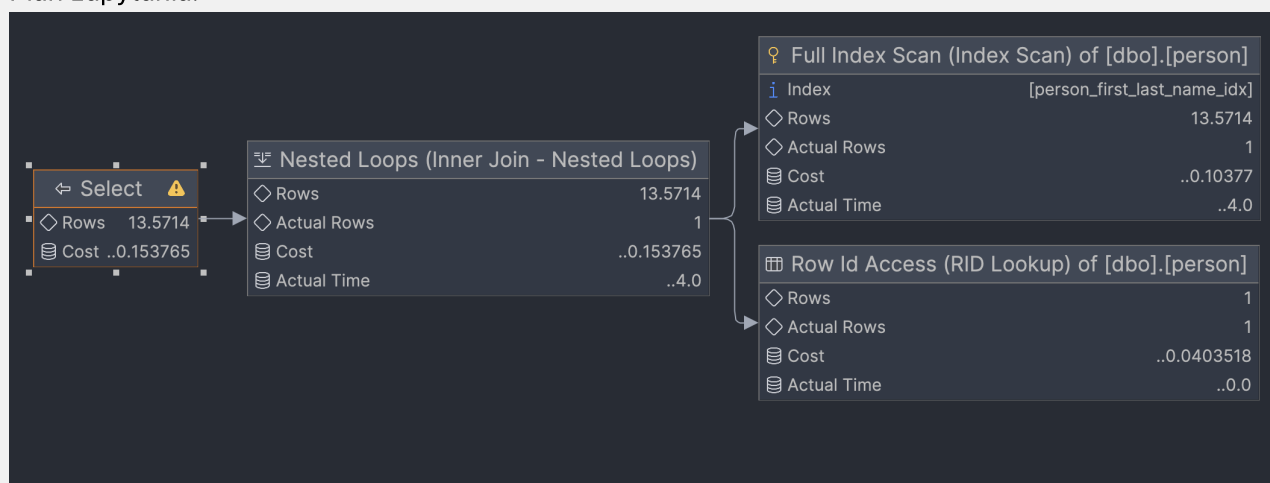 Plan zapytania:
Select
Rows 13.5714
Cost ..0.153765
Nested Loops (Inner Join - Nested Loops)
Rows 13.5714
Actual Rows 1
Cost ..0.153765
Actual Time ..4.0
Full Index Scan (Index Scan) of [dbo].[person]
Index [person_first_last_name_idx]
Rows 13.5714
Actual Rows 1
Cost ..0.10377
Actual Time ..4.0
Row Id Access (RID Lookup) of [dbo].[person]
Rows 1
Actual Rows 1
Cost ..0.0403518
Actual Time ..0.0